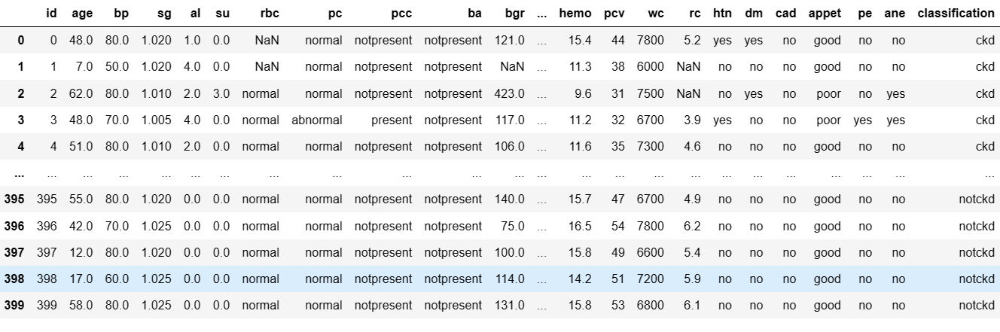 id age bp sg al su rbc pc pcc ba bgr ... hemo pcv wc rc htn dm cad appet pe ane classification
0 0 48.0 80.0 1.020 1.0 0.0 NaN normal notpresent notpresent 121.0 ... 15.4 44 7800 5.2 yes yes no good no no ckd
1 1 7.0 50.0 1.020 4.0 0.0 NaN normal notpresent notpresent NaN ... 11.3 38 6000 NaN no no no good no no ckd
2 2 62.0 80.0 1.010 2.0 3.0 normal normal notpresent notpresent 423.0 ... 9.6 31 7500 NaN no yes no poor no yes ckd
3 3 48.0 70.0 1.005 4.0 0.0 normal abnormal present notpresent 117.0 ... 11.2 32 6700 3.9 yes no no poor yes yes ckd
4 4 51.0 80.0 1.010 2.0 0.0 normal normal notpresent notpresent 106.0 ... 11.6 35 7300 4.6 no no no good no no ckd
... ... ... ... ... ... ... ... ... ... ... ... ... ... ... ... ... ... ... ... ... ... ... ...
395 395 55.0 80.0 1.020 0.0 0.0 normal normal notpresent notpresent 140.0 ... 15.7 47 6700 4.9 no no no good no no notckd
396 396 42.0 70.0 1.025 0.0 0.0 normal normal notpresent notpresent 75.0 ... 16.5 54 7800 6.2 no no no good no no notckd
397 397 12.0 80.0 1.020 0.0 0.0 normal normal notpresent notpresent 100.0 ... 15.8 49 6600 5.4 no no no good no no notckd
398 398 17.0 60.0 1.025 0.0 0.0 normal normal notpresent notpresent 114.0 ... 14.2 51 7200 5.9 no no no good no no notckd
399 399 58.0 80.0 1.025 0.0 0.0 normal normal notpresent notpresent 131.0 ... 15.8 53 6800 6.1 no no no good no no notckd